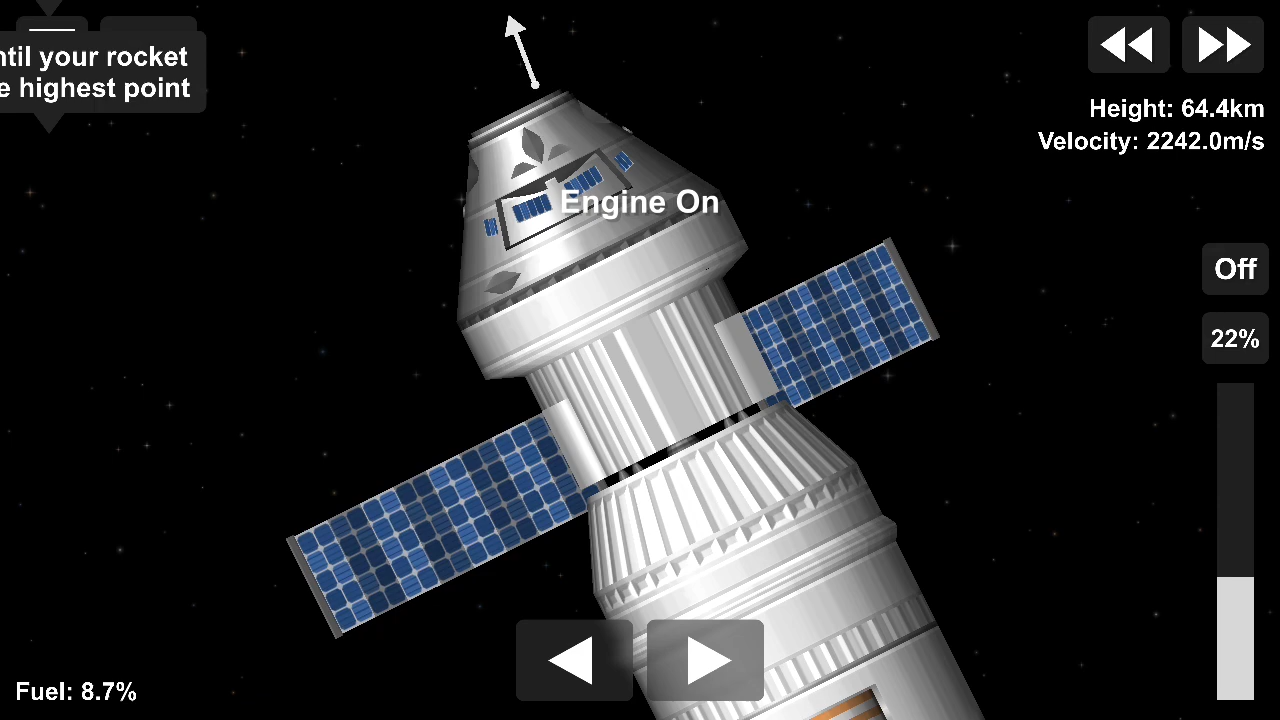 ntil your rocket
e highest point
Height: 64.4km
Velocity: 2242.0m/s
Engine On
Off
22%
Fuel: 8.7%